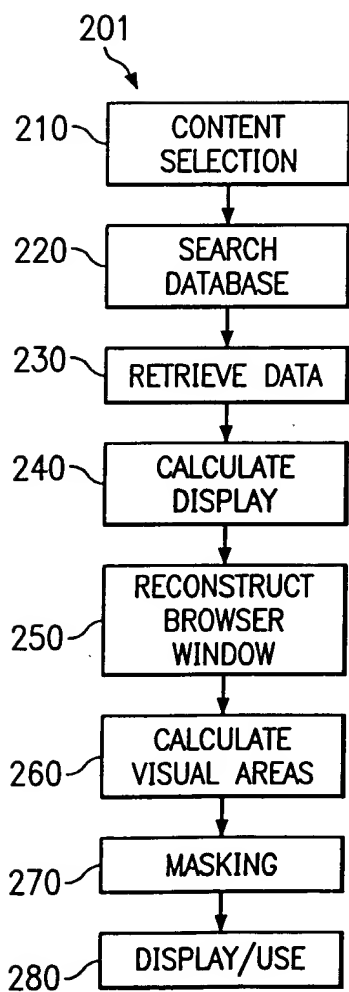 201
210
CONTENT
SELECTION
220
SEARCH
DATABASE
230
RETRIEVE DATA
240
CALCULATE
DISPLAY
250
RECONSTRUCT
BROWSER
WINDOW
260
CALCULATE
VISUAL AREAS
270
MASKING
280
DISPLAY/USE